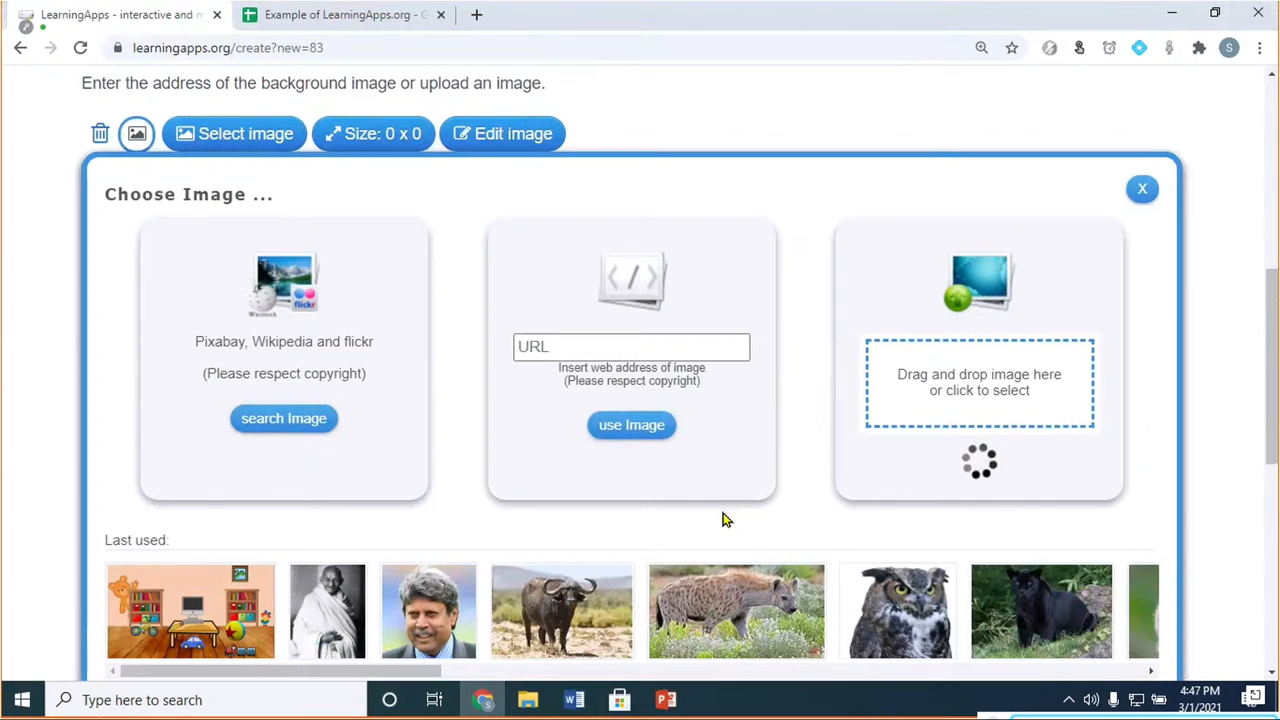 LearningApps - interactive and m
Example of LearningApps.org - G
learningapps.org/create?new=83
S
Enter the address of the background image or upload an image.
Select image
Size: 0 x 0
Edit image
Choose Image ...
X
WIKIPEDIA
flickr
Pixabay, Wikipedia and flickr
(Please respect copyright)
search Image
URL
Insert web address of image
(Please respect copyright)
use Image
Drag and drop image here
or click to select
Last used:
Type here to search
4:47 PM
3/1/2021